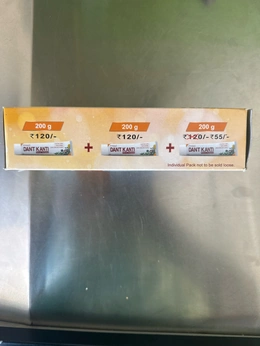 200 g
₹120/-
DANT KANTI
+
200 g
₹120/-
DANT KANTI
+
200 g
₹120/- ₹55/-
DANT KANTI
Individual Pack not to be sold loose